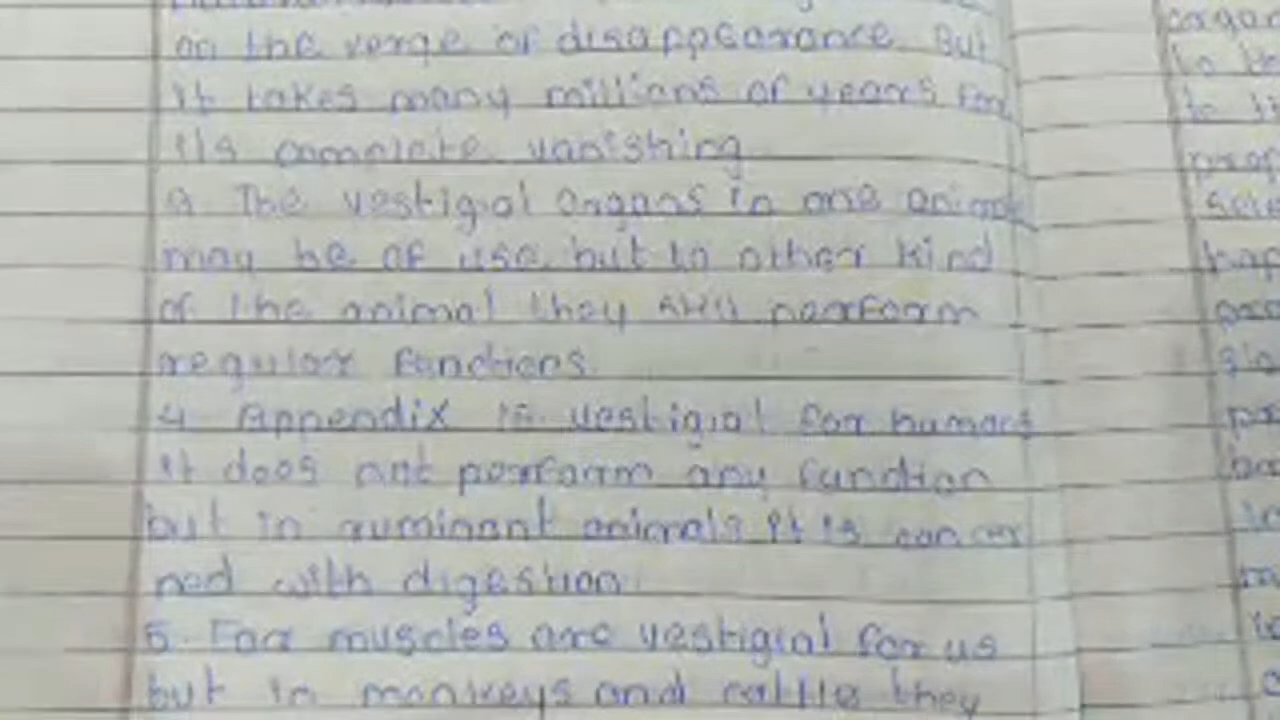 on the verge of disappearance. But
it takes many millions of years for
its complete vanishing
3. The vestigial organs in one animal
may be of use, but to other kind
of the animal they still perform
regular functions.
4. Appendix is vestigial for humans
it does not perform any function
but in ruminant animals it is concer
ned with digestion.
5. Ear muscles are vestigial for us
but in monkeys and cattle they